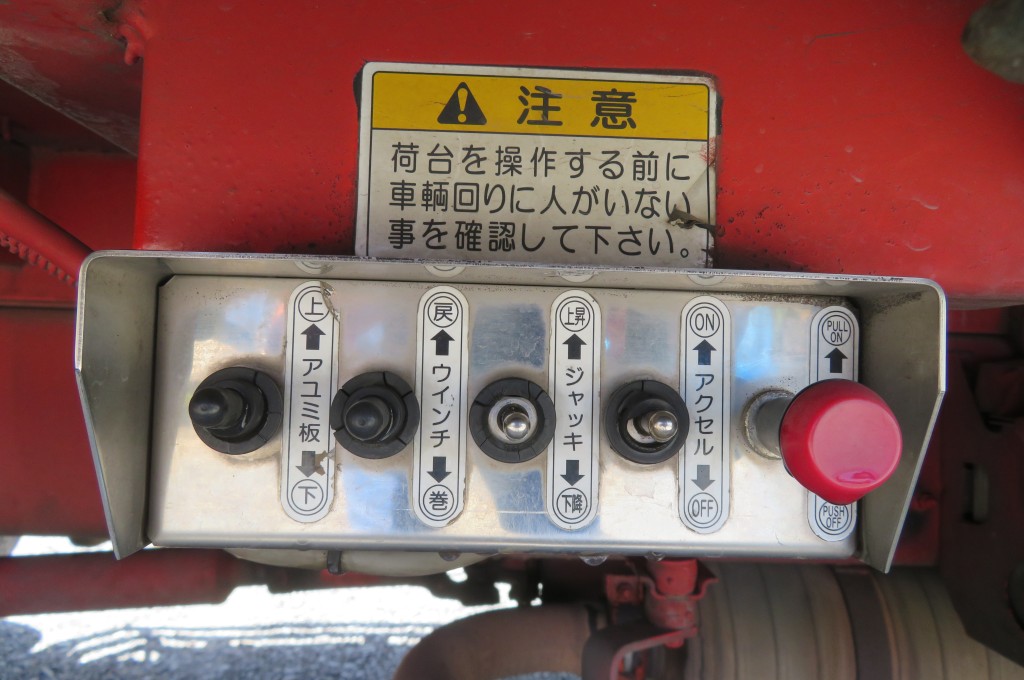 注意
荷台を操作する前に
車輌回りに人がいない
事を確認して下さい。
上
アユミ板
下
戻
ウインチ
巻
上昇
ジャッキ
下降
ON
アクセル
OFF
PULL
ON
PUSH
OFF